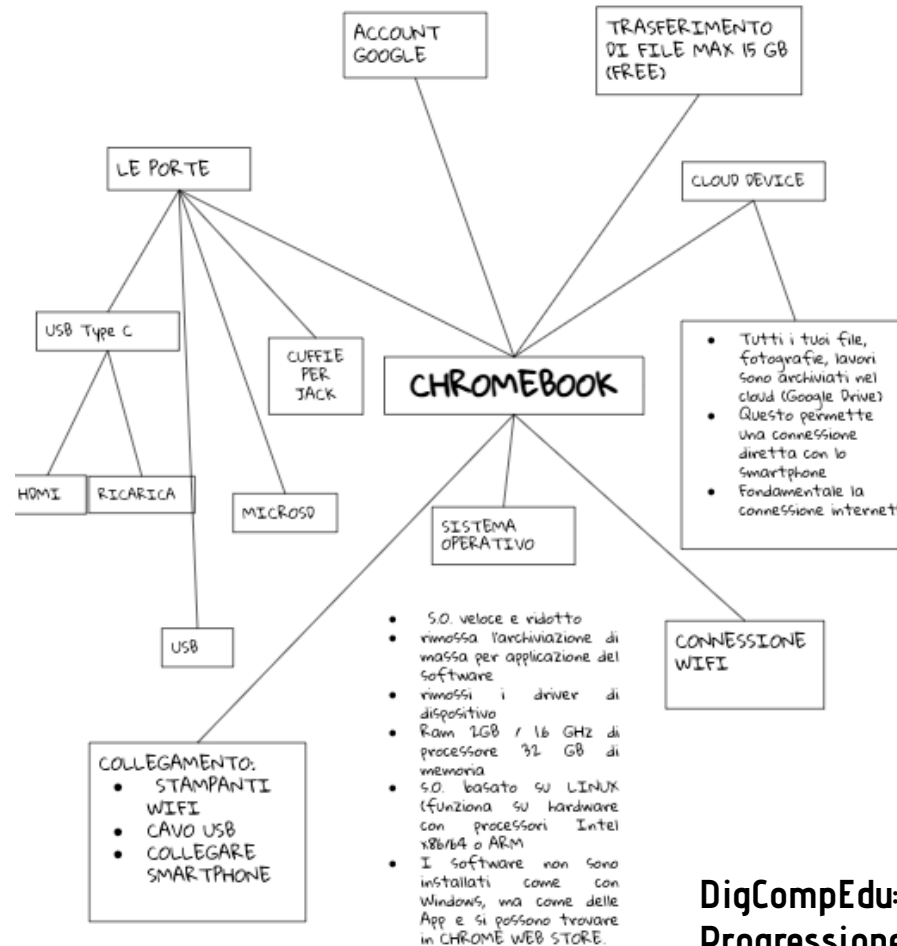 ACCOUNT
GOOGLE
TRASFERIMENTO
DI FILE MAX 15 GB
(FREE)
LE PORTE
CLOUD DEVICE
USB Type C
CUFFIE
PER
JACK
CHROMEBOOK
• Tutti i tuoi file,
fotografie, lavori
sono archiviati nel
cloud (Google Drive)
• Questo permette
una connessione
diretta con lo
smartphone
• Fondamentale la
connessione internet
HDMI
RICARICA
MICROSD
SISTEMA
OPERATIVO
USB
CONNESSIONE
WIFI
• S.O. veloce e ridotto
• rimossa l'archiviazione di
massa per applicazione del
software
• rimossi i driver di
dispositivo
• Ram 2GB / 16 GHz di
processore 32 GB di
memoria
• S.O. basato su LINUX
(funziona su hardware
con processori Intel
x86/64 o ARM
• I software non sono
installati come con
Windows, ma come delle
App e si possono trovare
in CHROME WEB STORE.
COLLEGAMENTO:
• STAMPANTI
WIFI
• CAVO USB
• COLLEGARE
SMARTPHONE
DigCompEdu:
Progressione